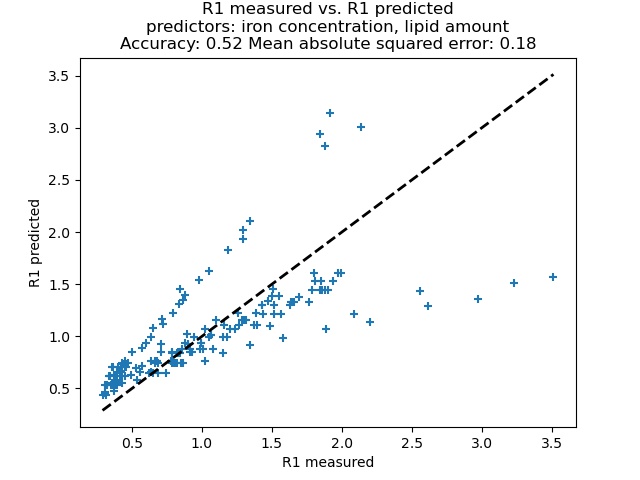 R1 measured vs. R1 predicted
predictors: iron concentration, lipid amount
Accuracy: 0.52 Mean absolute squared error: 0.18
3.5
3.0
2.5
2.0
1.5
1.0
0.5
R1 predicted
0.5 1.0 1.5 2.0 2.5 3.0 3.5
R1 measured